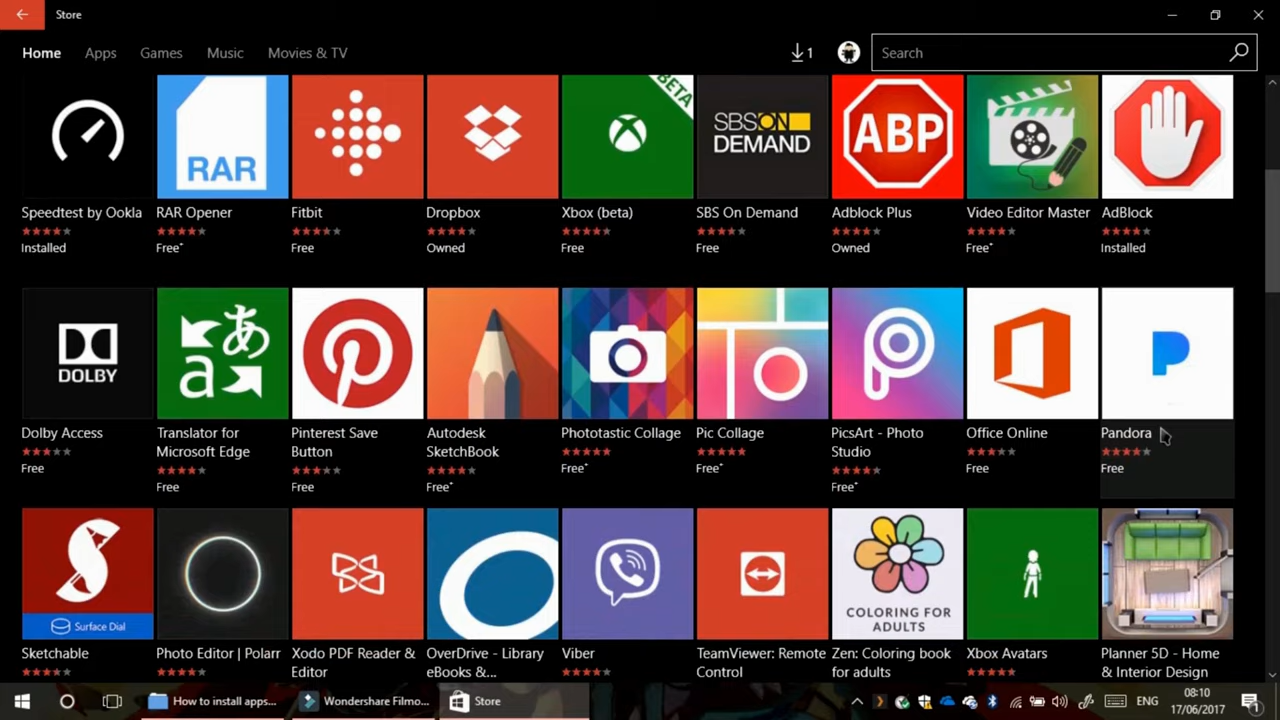 Store
Home Apps Games Music Movies & TV 1 Search
RAR
BETA
SBS ON
DEMAND
ABP
Speedtest by Ookla RAR Opener Fitbit Dropbox Xbox (beta) SBS On Demand Adblock Plus Video Editor Master AdBlock
Installed Free* Free Owned Free Free Owned Free* Installed
DOLBY
あ
a
P
Dolby Access Translator for Pinterest Save Autodesk Phototastic Collage Pic Collage PicsArt - Photo Office Online Pandora
Microsoft Edge Button SketchBook Studio
Free Free* Free* Free Free
Free Free Free* Free*
Surface Dial
COLORING FOR
ADULTS
Sketchable Photo Editor | Polarr Xodo PDF Reader & OverDrive - Library Viber TeamViewer: Remote Zen: Coloring book Xbox Avatars Planner 5D - Home
Editor eBooks &... Control for adults & Interior Design
How to install apps... Wondershare Filmo... Store ENG 08:10
17/06/2017 1